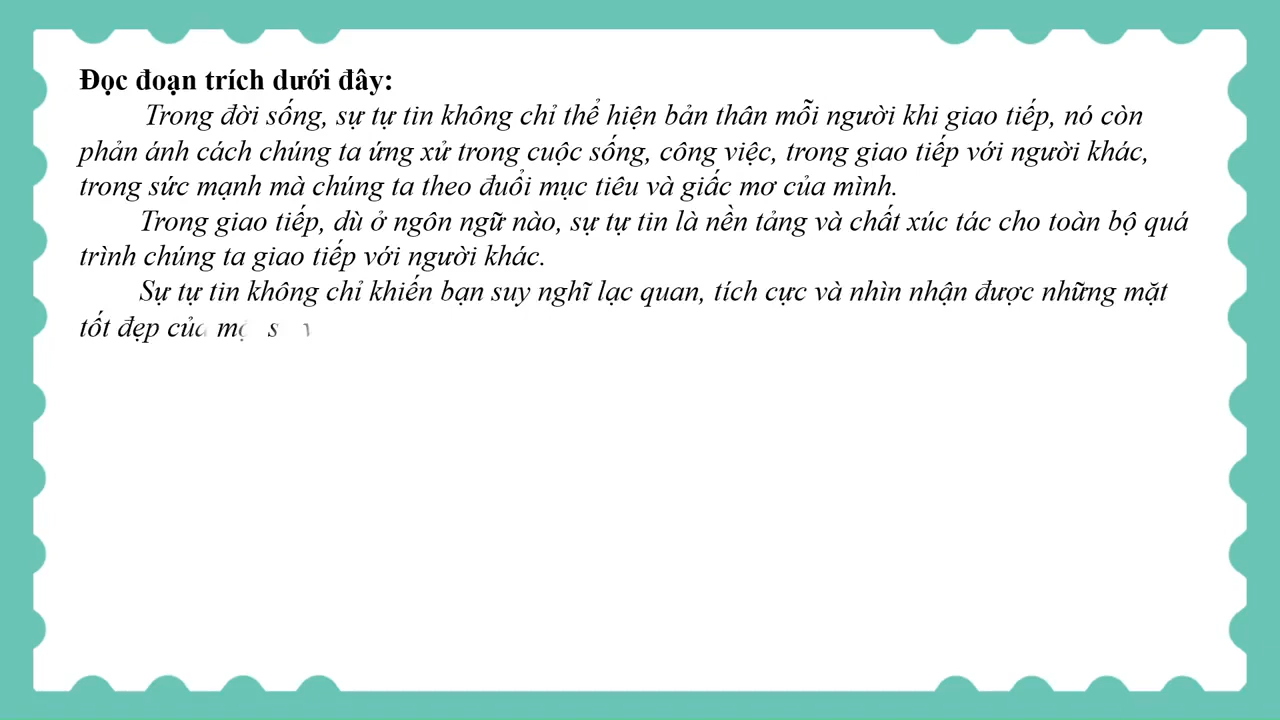 Đọc đoạn trích dưới đây:
Trong đời sống, sự tự tin không chỉ thể hiện bản thân mỗi người khi giao tiếp, nó còn
phản ánh cách chúng ta ứng xử trong cuộc sống, công việc, trong giao tiếp với người khác,
trong sức mạnh mà chúng ta theo đuổi mục tiêu và giấc mơ của mình.
Trong giao tiếp, dù ở ngôn ngữ nào, sự tự tin là nền tảng và chất xúc tác cho toàn bộ quá
trình chúng ta giao tiếp với người khác.
Sự tự tin không chỉ khiến bạn suy nghĩ lạc quan, tích cực và nhìn nhận được những mặt
tốt đẹp của